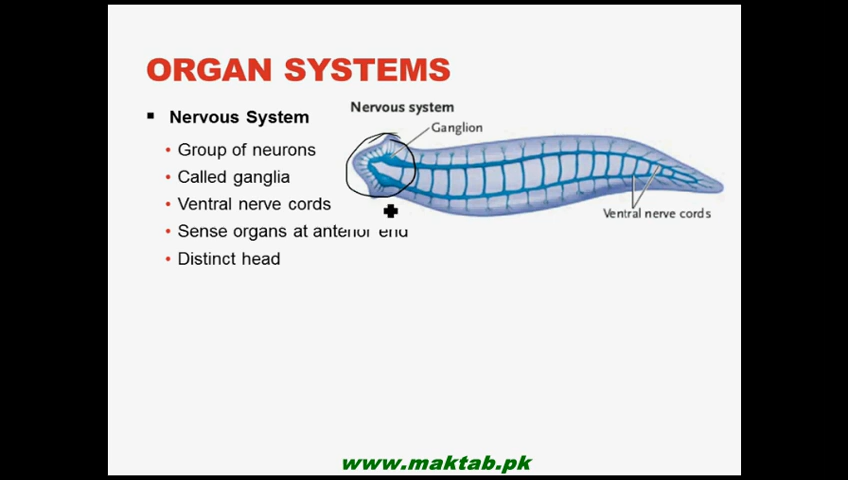 ORGAN SYSTEMS
▪ Nervous System
• Group of neurons
• Called ganglia
• Ventral nerve cords
• Sense organs at anterior end
• Distinct head
Nervous system
Ganglion
Ventral nerve cords
www.maktab.pk